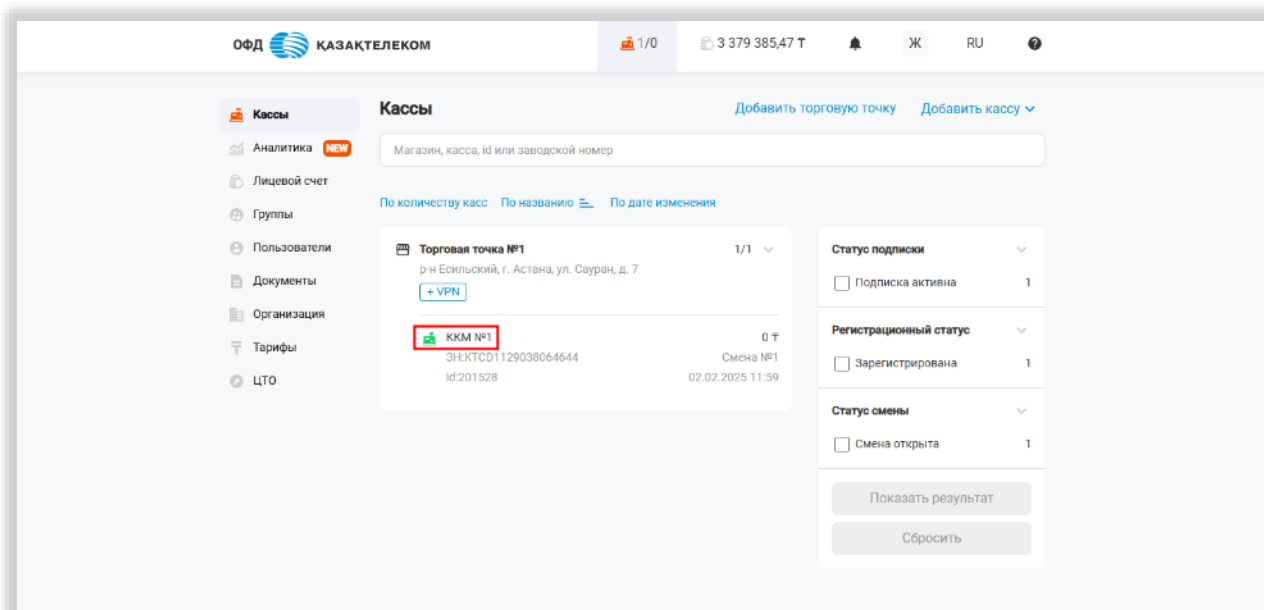 ОФД ҚАЗАҚТЕЛЕКОМ 1/0 3 379 385,47 ₸ Ж RU
Кассы
Аналитика NEW
Лицевой счет
Группы
Пользователи
Документы
Организация
Тарифы
ЦТО
Кассы Добавить торговую точку Добавить кассу
Магазин, касса, id или заводской номер
По количеству касс По названию По дате изменения
Торговая точка №1 1/1
р-н Есильский, г. Астана, ул. Сауран, д. 7
+ VPN
ККМ №1 0 ₸
ЗН:KTCD1129038064644 Смена №1
id:201528 02.02.2025 11:59
Статус подписки
Подписка активна 1
Регистрационный статус
Зарегистрирована 1
Статус смены
Смена открыта 1
Показать результат
Сбросить